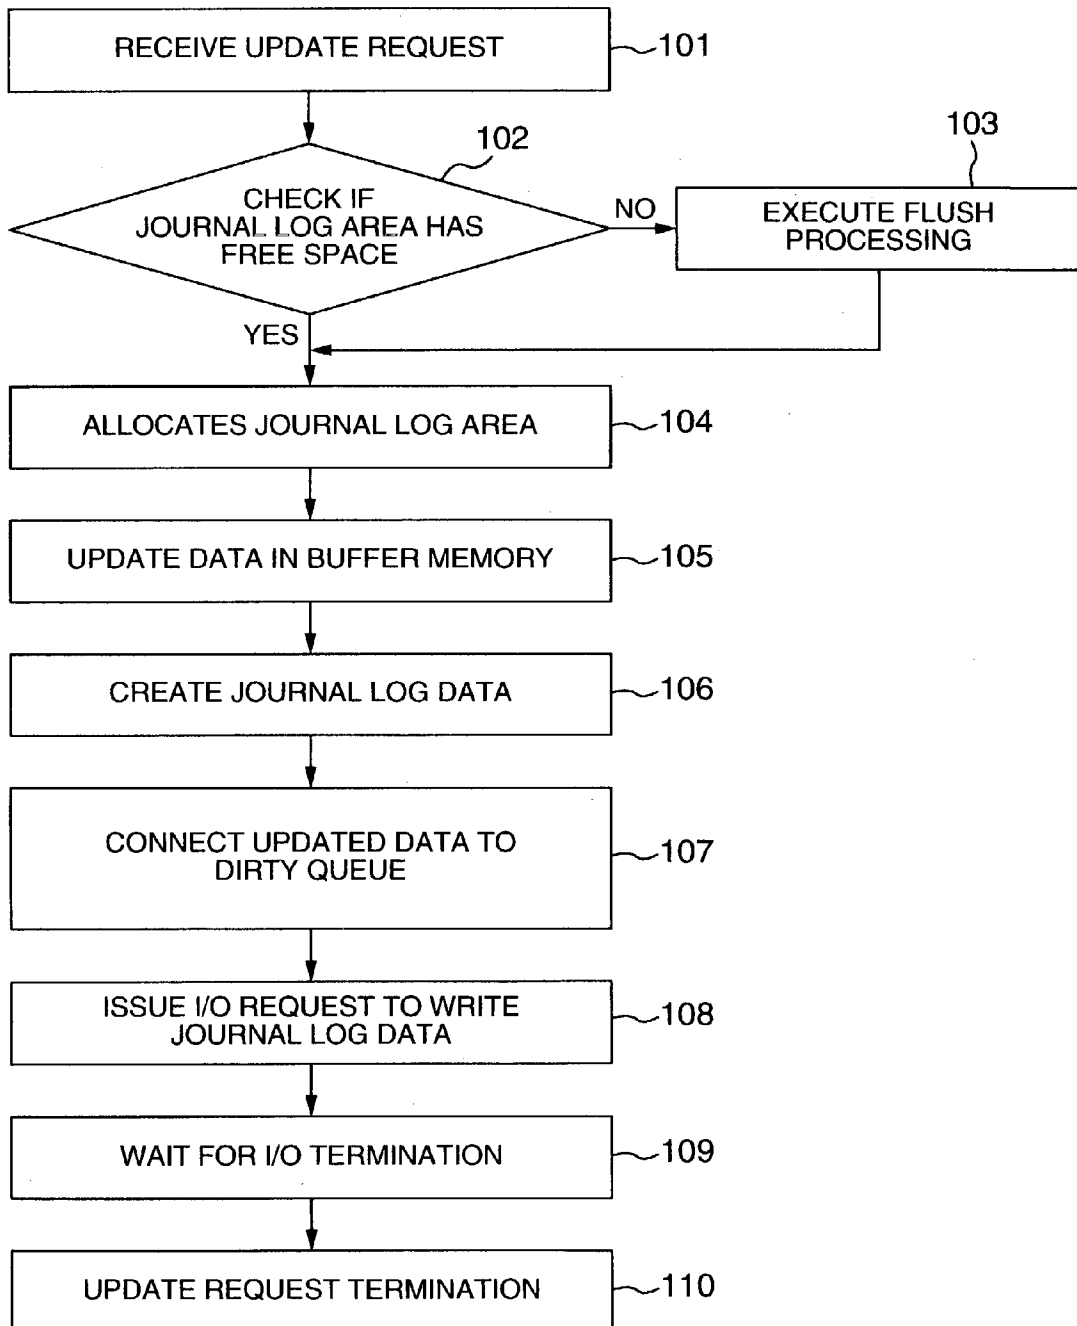 RECEIVE UPDATE REQUEST
101
102
CHECK IF
JOURNAL LOG AREA HAS
FREE SPACE
NO
103
EXECUTE FLUSH
PROCESSING
YES
ALLOCATES JOURNAL LOG AREA
104
UPDATE DATA IN BUFFER MEMORY
105
CREATE JOURNAL LOG DATA
106
CONNECT UPDATED DATA TO
DIRTY QUEUE
107
ISSUE I/O REQUEST TO WRITE
JOURNAL LOG DATA
108
WAIT FOR I/O TERMINATION
109
UPDATE REQUEST TERMINATION
110